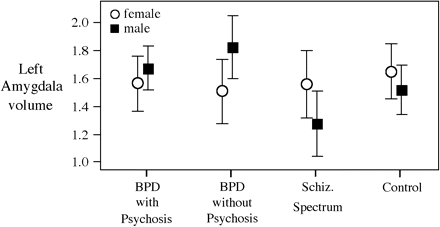 female
male
Left
Amygdala
volume
2.0
1.8
1.6
1.4
1.2
1.0
BPD
with
Psychosis
BPD
without
Psychosis
Schiz.
Spectrum
Control